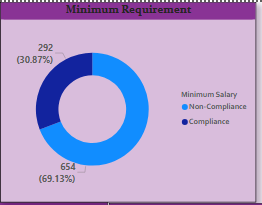 Minimum Requirement
292
(30.87%)
Minimum Salary
Non-Compliance
Compliance
654
(69.13%)